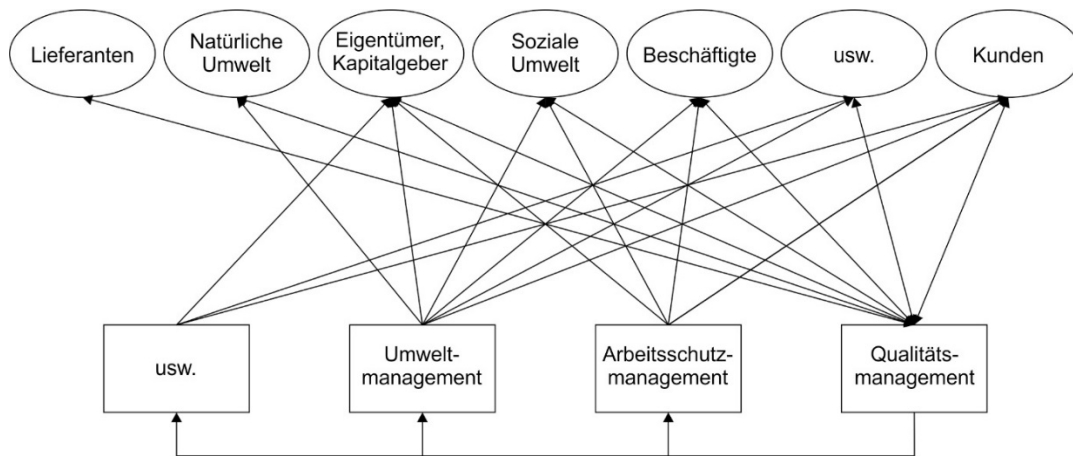 Lieferanten
Natürliche
Umwelt
Eigentümer,
Kapitalgeber
Soziale
Umwelt
Beschäftigte
usw.
Kunden
usw.
Umwelt-
management
Arbeitsschutz-
management
Qualitäts-
management